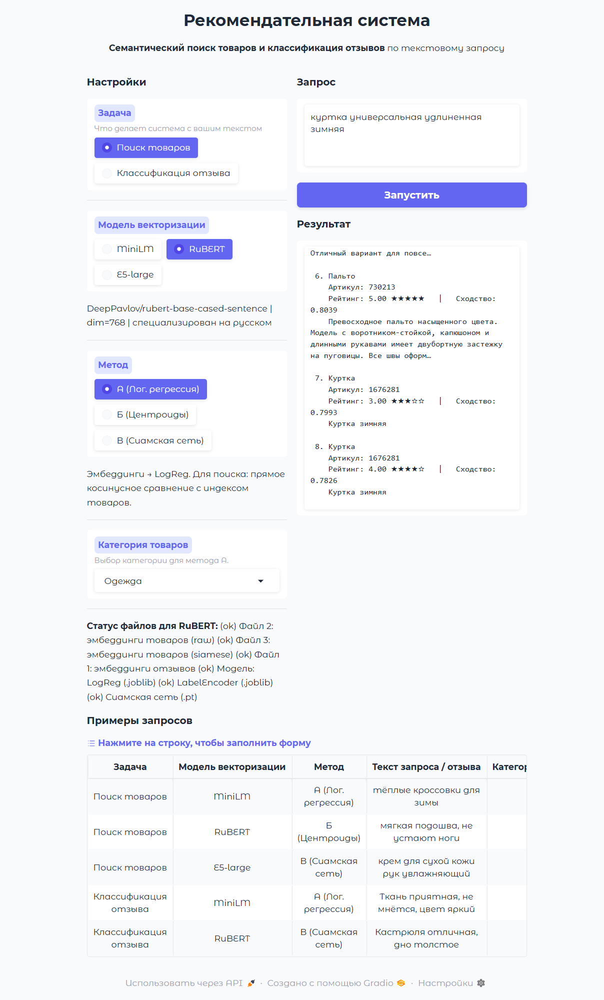 Рекомендательная система
Семантический поиск товаров и классификация отзывов по текстовому запросу
Настройки
Задача
Что делает система с вашим текстом
Поиск товаров
Классификация отзыва
Модель векторизации
MiniLM
RuBERT
E5-large
DeepPavlov/rubert-base-cased-sentence |
dim=768 | специализирован на русском
Метод
А (Лог. регрессия)
Б (Центроиды)
В (Сиамская сеть)
Эмбеддинги → LogReg. Для поиска: прямое
косинусное сравнение с индексом
товаров.
Категория товаров
Выбор категории для метода А.
Одежда
Статус файлов для RuBERT: (ok) Файл 2:
эмбеддинги товаров (raw) (ok) Файл 3:
эмбеддинги товаров (siamese) (ok) Файл
1: эмбеддинги отзывов (ok) Модель:
LogReg (.joblib) (ok) LabelEncoder (.joblib)
(ok) Сиамская сеть (.pt)
Запрос
куртка универсальная удлиненная
зимняя
Запустить
Результат
Отличный вариант для повсе…
6. Пальто
Артикул: 730213
Рейтинг: 5.00 ★★★★★ | Сходство:
0.8039
Превосходное пальто насыщенного цвета.
Модель с воротником-стойкой, капюшоном и
длинными рукавами имеет двубортную застежку
на пуговицы. Все швы оформ…
7. Куртка
Артикул: 1676281
Рейтинг: 3.00 ★★★☆☆ | Сходство:
0.7993
Куртка зимняя
8. Куртка
Артикул: 1676281
Рейтинг: 4.00 ★★★★☆ | Сходство:
0.7826
Куртка зимняя
Примеры запросов
Нажмите на строку, чтобы заполнить форму
Задача Модель векторизации Метод Текст запроса / отзыва Категор
Поиск товаров MiniLM А (Лог. регрессия) тёплые кроссовки для зимы
Поиск товаров RuBERT Б (Центроиды) мягкая подошва, не устают ноги
Поиск товаров E5-large В (Сиамская сеть) крем для сухой кожи рук увлажняющий
Классификация отзыва MiniLM А (Лог. регрессия) Ткань приятная, не мнётся, цвет яркий
Классификация отзыва RuBERT В (Сиамская сеть) Кастрюля отличная, дно толстое
Использовать через API · Создано с помощью Gradio · Настройки